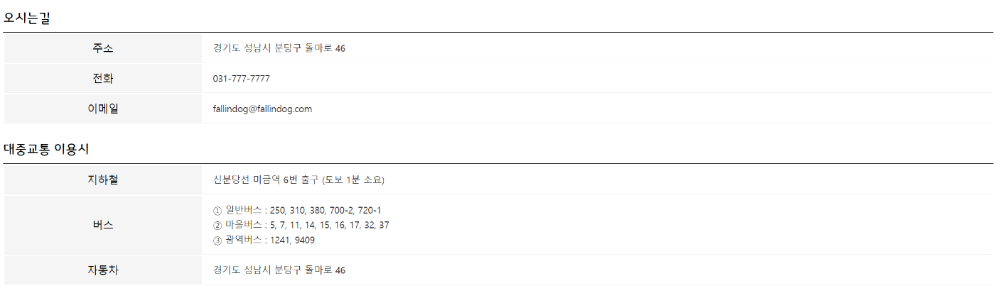 오시는길
주소 경기도 성남시 분당구 돌마로 46
전화 031-777-7777
이메일 fallindog@fallindog.com
대중교통 이용시
지하철 신분당선 미금역 6번 출구 (도보 1분 소요)
버스
① 일반버스 : 250, 310, 380, 700-2, 720-1
② 마을버스 : 5, 7, 11, 14, 15, 16, 17, 32, 37
③ 광역버스 : 1241, 9409
자동차 경기도 성남시 분당구 돌마로 46